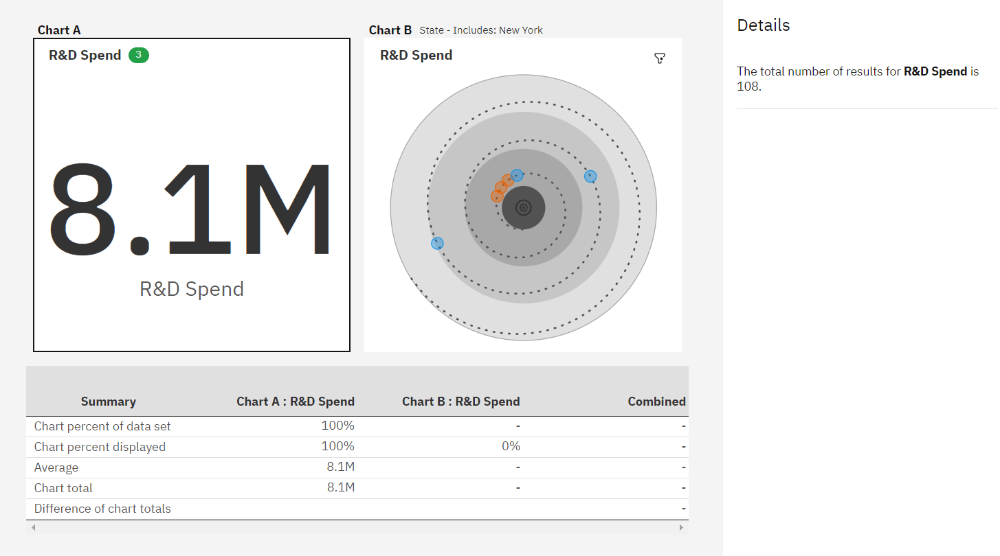 Chart A
R&D Spend 3
8.1M
R&D Spend
Chart B State - Includes: New York
R&D Spend
Summary Chart A : R&D Spend Chart B : R&D Spend Combined
Chart percent of data set 100% - -
Chart percent displayed 100% 0% -
Average 8.1M - -
Chart total 8.1M - -
Difference of chart totals -
Details
The total number of results for R&D Spend is
108.